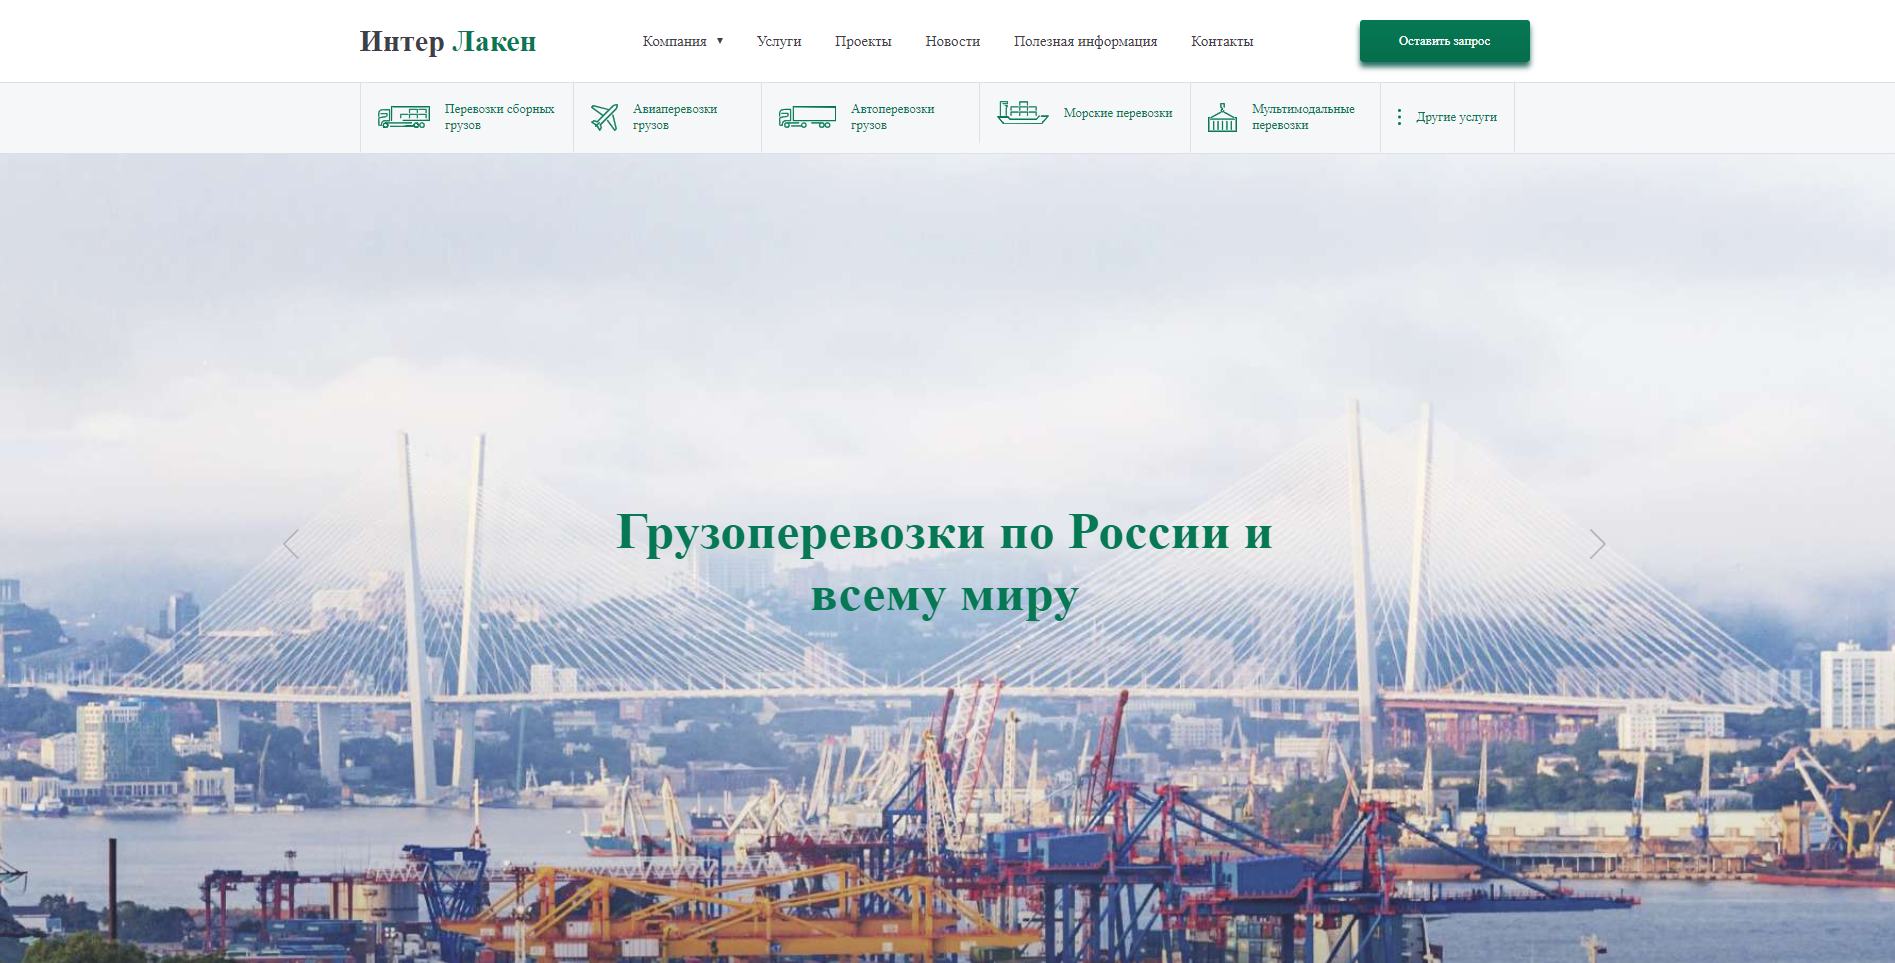 Интер Лакен
Компания ▼ Услуги Проекты Новости Полезная информация Контакты
Оставить запрос
Перевозки сборных
грузов
Авиаперевозки
грузов
Автоперевозки
грузов
Морские перевозки
Мультимодальные
перевозки
Другие услуги
Грузоперевозки по России и
всему миру